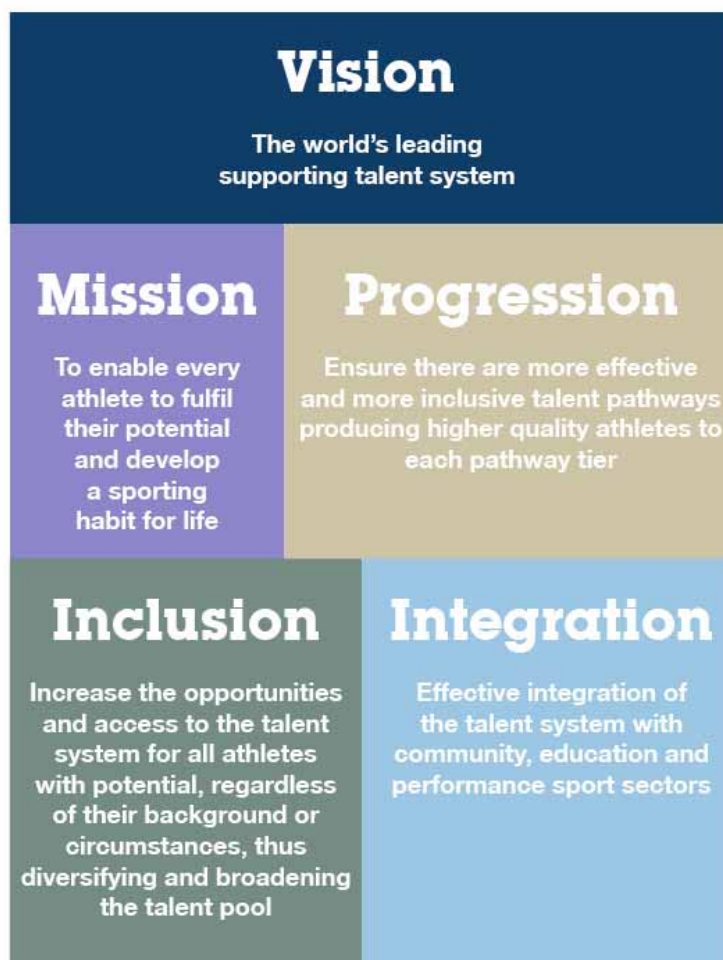 Vision
The world's leading
supporting talent system
Mission
To enable every
athlete to fulfil
their potential
and develop
a sporting
habit for life
Progression
Ensure there are more effective
and more inclusive talent pathways
producing higher quality athletes to
each pathway tier
Inclusion
Increase the opportunities
and access to the talent
system for all athletes
with potential, regardless
of their background or
circumstances, thus
diversifying and broadening
the talent pool
Integration
Effective integration of
the talent system with
community, education and
performance sport sectors